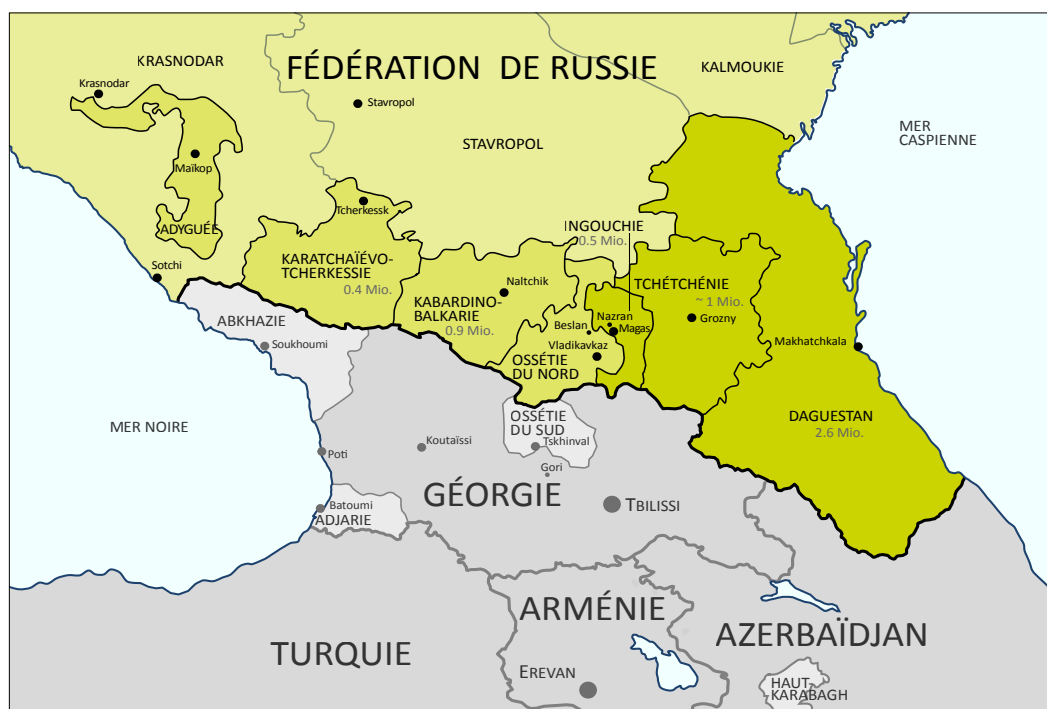 KRASNODAR
FÉDÉRATION DE RUSSIE
KALMOUKIE
Krasnodar
Stavropol
MER
CASPIENNE
STAVROPOL
Maïkop
Tcherkessk
ADYGUÉE
INGOUCHIE
0.5 Mio.
KARATCHAÏÉVO-
TCHERKESSIE
0.4 Mio.
Sotchi
Naltchik
TCHÉTCHÉNIE
~ 1 Mio.
KABARDINO-
BALKARIE
0.9 Mio.
ABKHAZIE
Nazran
Magas
Grozny
Beslan
Soukhoumi
Vladikavkaz
Makhatchkala
OSSÉTIE
DU NORD
MER NOIRE
OSSÉTIE
DU SUD
DAGUESTAN
2.6 Mio.
Koutaïssi
Tskhinval
Poti
Gori
GÉORGIE
Batoumi
ADJARIE
TBILISSI
ARMÉNIE
AZERBAÏDJAN
TURQUIE
EREVAN
HAUT-
KARABAGH